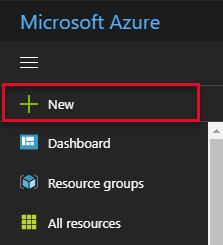 Microsoft Azure
New
Dashboard
Resource groups
All resources